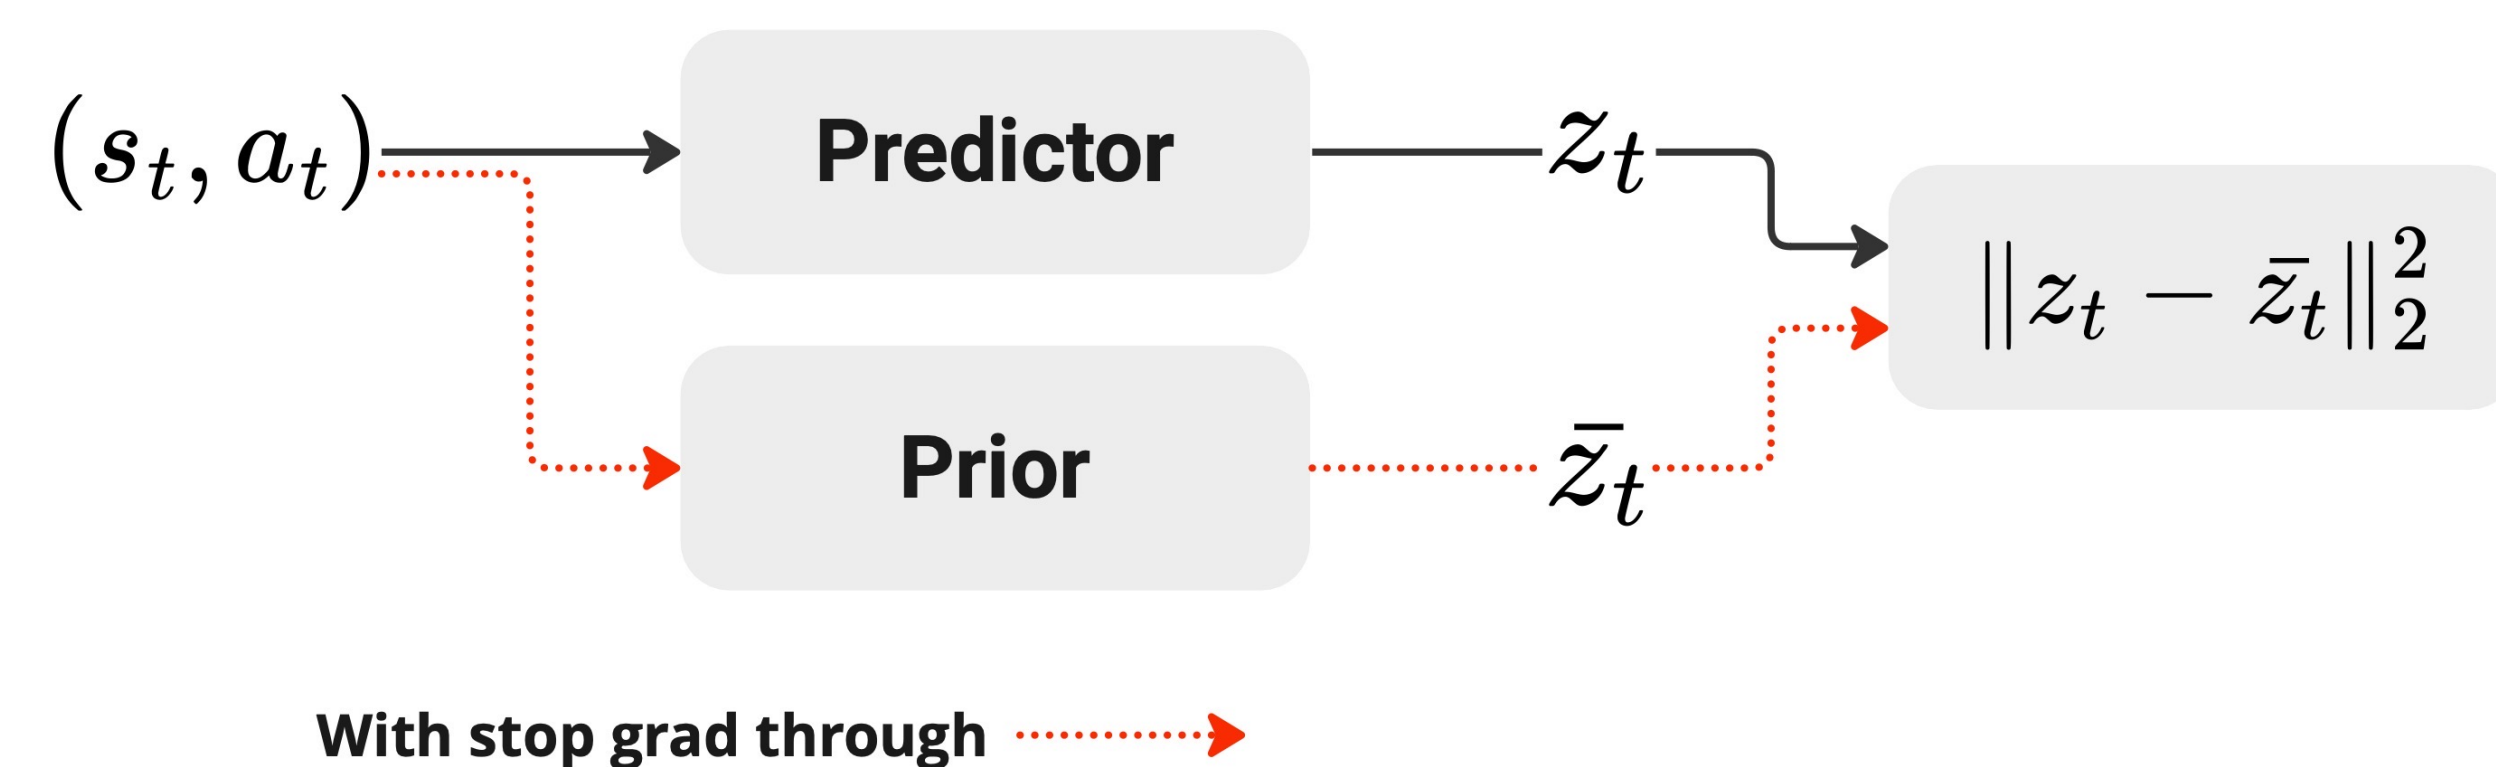 (s_t, a_t)
Predictor
z_t
‖z_t − z̄_t‖²₂
Prior
z̄_t
With stop grad through